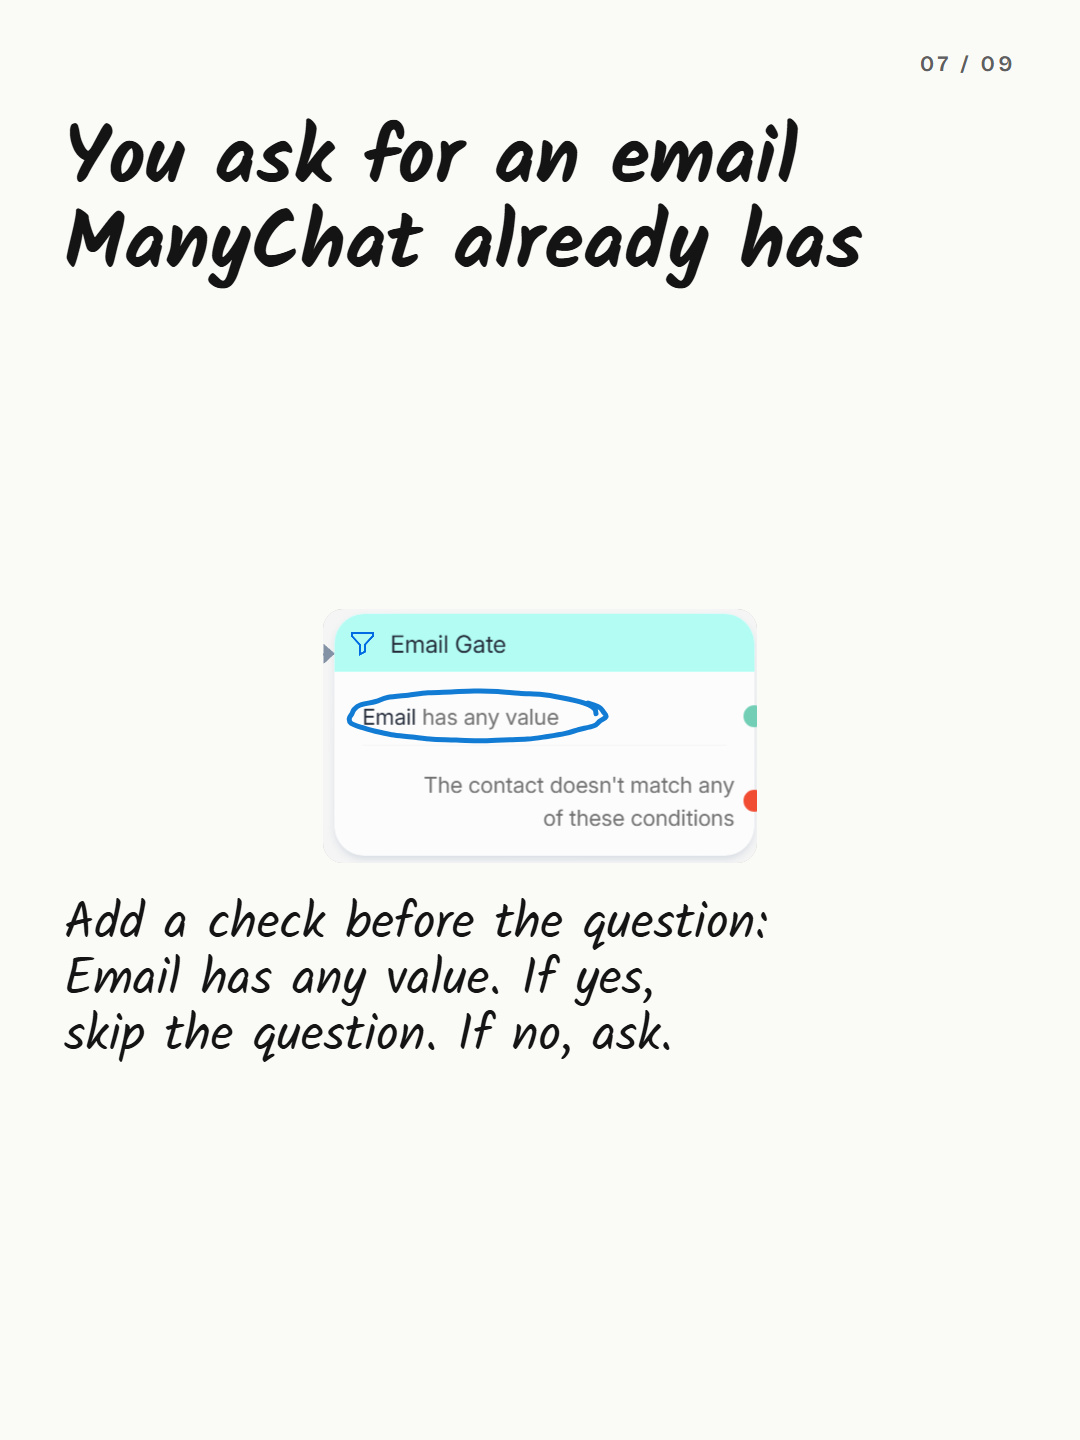 07 / 09
You ask for an email
ManyChat already has
Email Gate
Email has any value
The contact doesn't match any
of these conditions
Add a check before the question:
Email has any value. If yes,
skip the question. If no, ask.